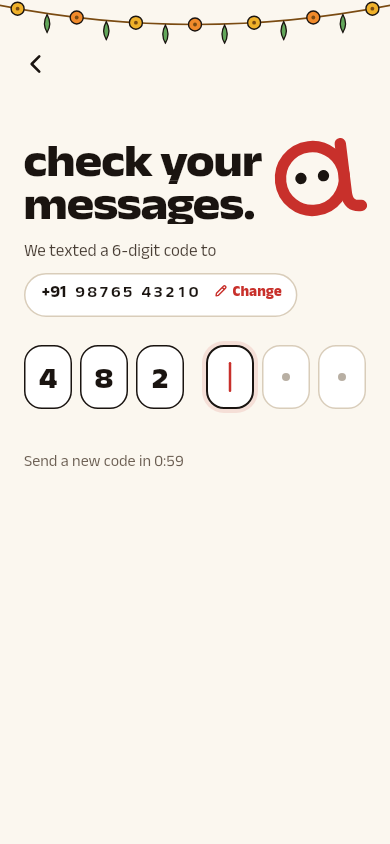 check your
messages.
We texted a 6-digit code to
+91 98765 43210 Change
4 8 2
Send a new code in 0:59